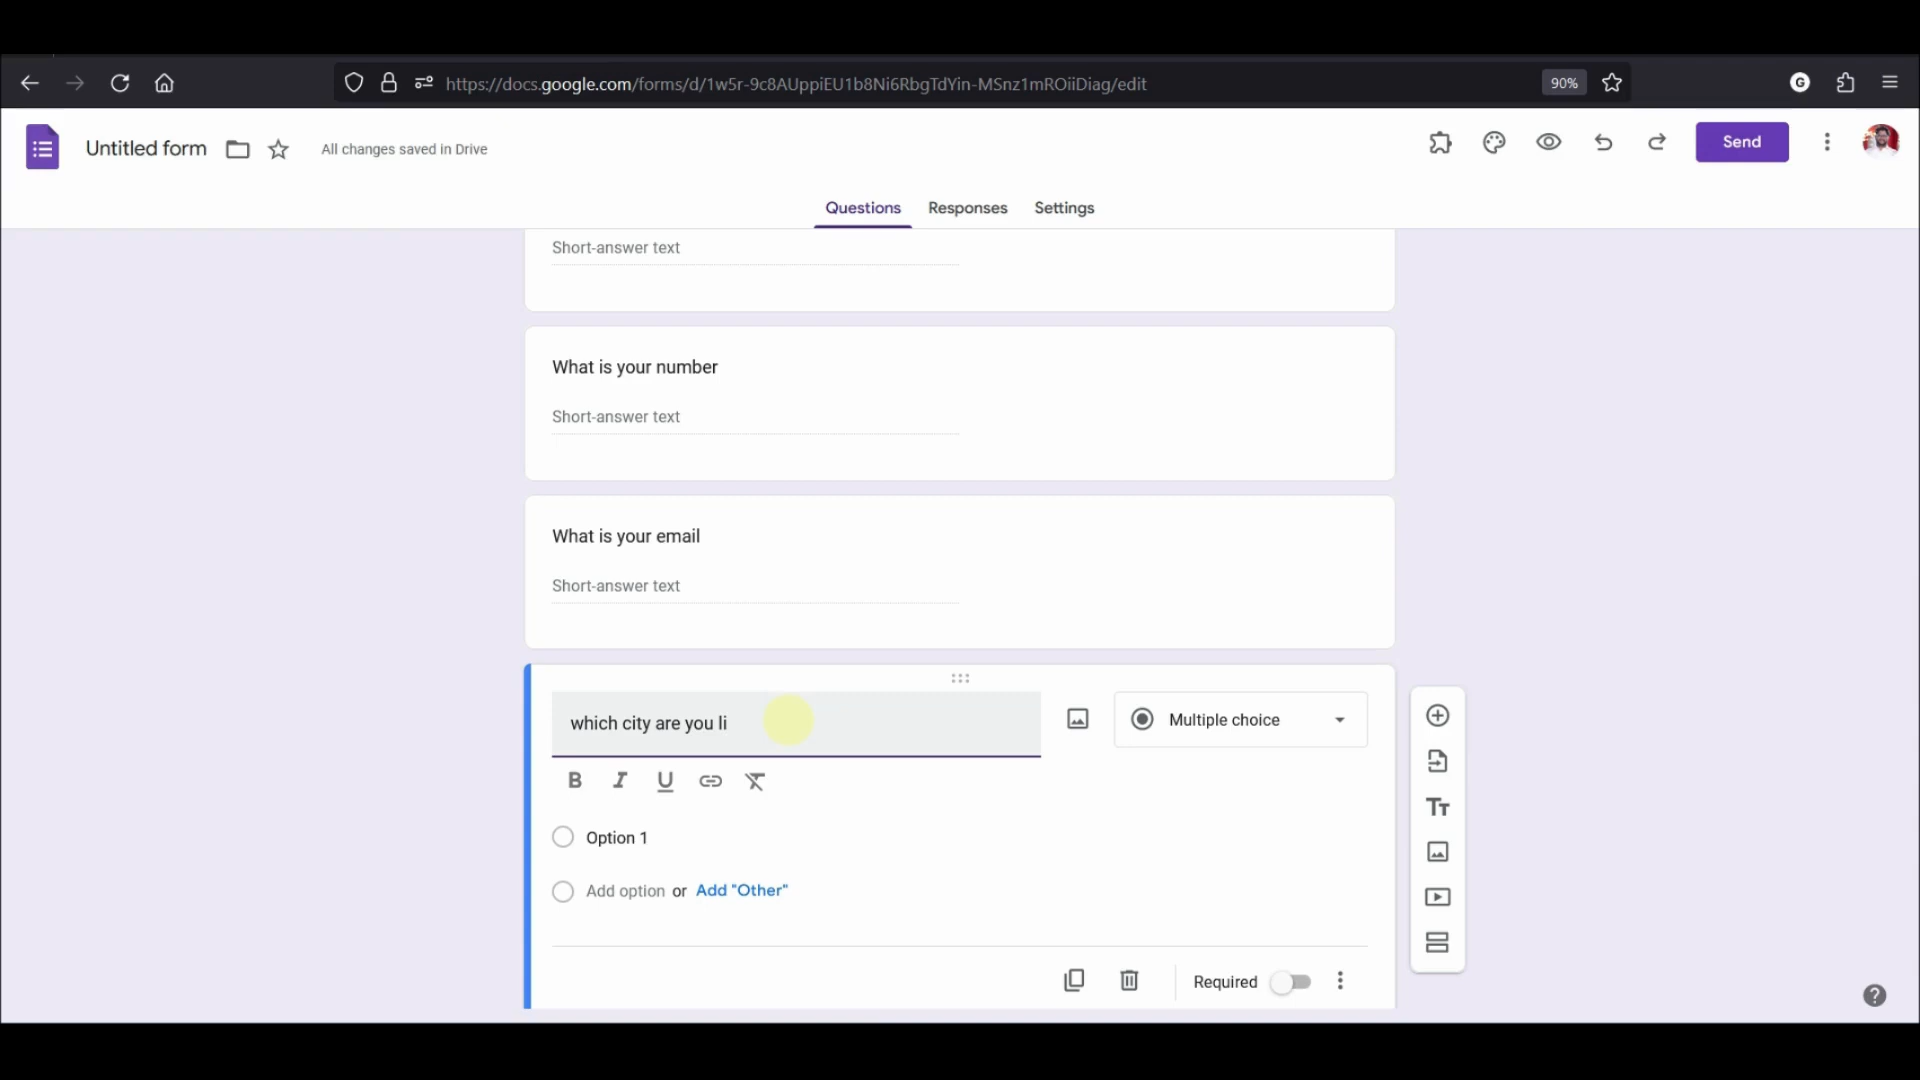 https://docs.google.com/forms/d/1w5r-9c8AUppiEU1b8Ni6RbgTdYin-MSnz1mROiiDiag/edit
90%
G
Untitled form
All changes saved in Drive
Send
Questions
Responses
Settings
Short-answer text
What is your number
Short-answer text
What is your email
Short-answer text
which city are you li
Multiple choice
B I U
Option 1
Add option or Add "Other"
Tт
Required
?